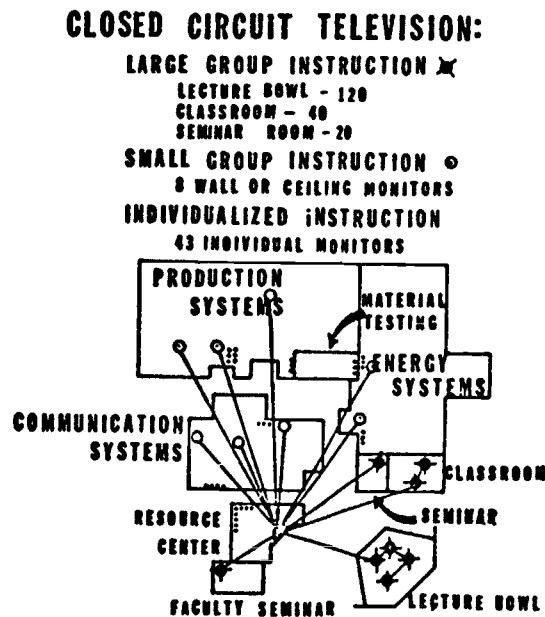 CLOSED CIRCUIT TELEVISION:
LARGE GROUP INSTRUCTION
LECTURE BOWL - 120
CLASSROOM - 40
SEMINAR ROOM - 20
SMALL GROUP INSTRUCTION
8 WALL OR CEILING MONITORS
INDIVIDUALIZED INSTRUCTION
43 INDIVIDUAL MONITORS
PRODUCTION
SYSTEMS
MATERIAL
TESTING
ENERGY
SYSTEMS
COMMUNICATION
SYSTEMS
CLASSROOM
RESOURCE
CENTER
SEMINAR
FACULTY SEMINAR
LECTURE BOWL